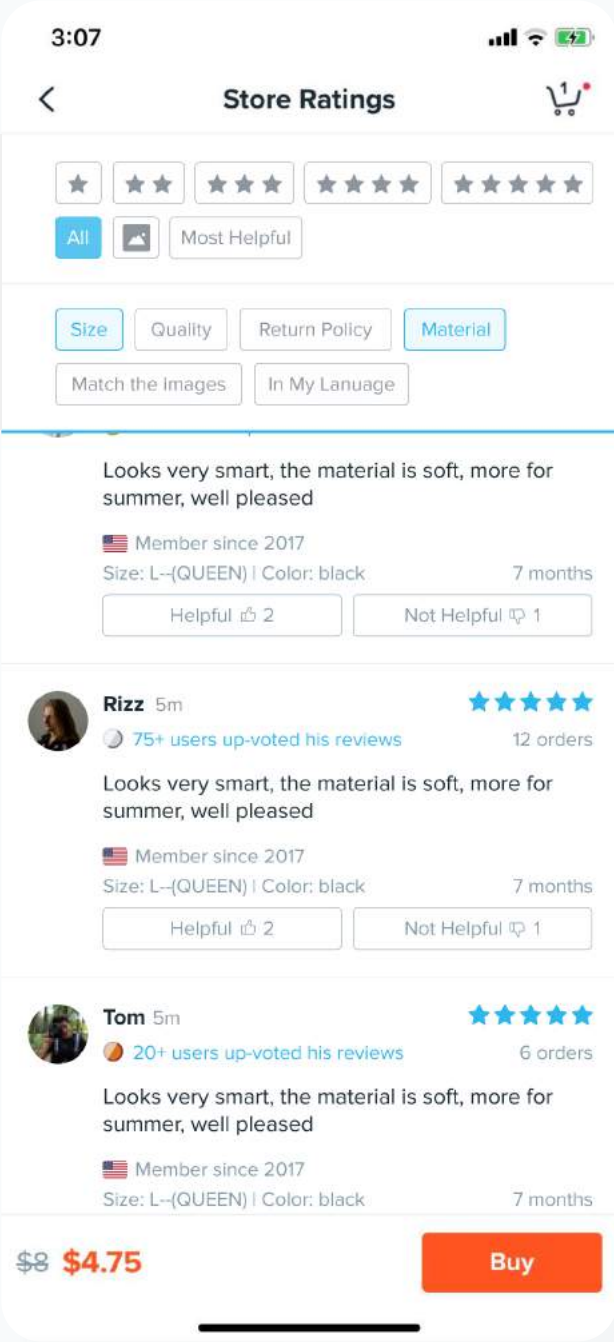 3:07
Store Ratings
1
All
Most Helpful
Size Quality Return Policy Material
Match the images In My Lanuage
Looks very smart, the material is soft, more for
summer, well pleased
Member since 2017
Size: L--(QUEEN) | Color: black 7 months
Helpful 2 Not Helpful 1
Rizz 5m
75+ users up-voted his reviews 12 orders
Looks very smart, the material is soft, more for
summer, well pleased
Member since 2017
Size: L--(QUEEN) | Color: black 7 months
Helpful 2 Not Helpful 1
Tom 5m
20+ users up-voted his reviews 6 orders
Looks very smart, the material is soft, more for
summer, well pleased
Member since 2017
Size: L--(QUEEN) | Color: black 7 months
$8 $4.75 Buy